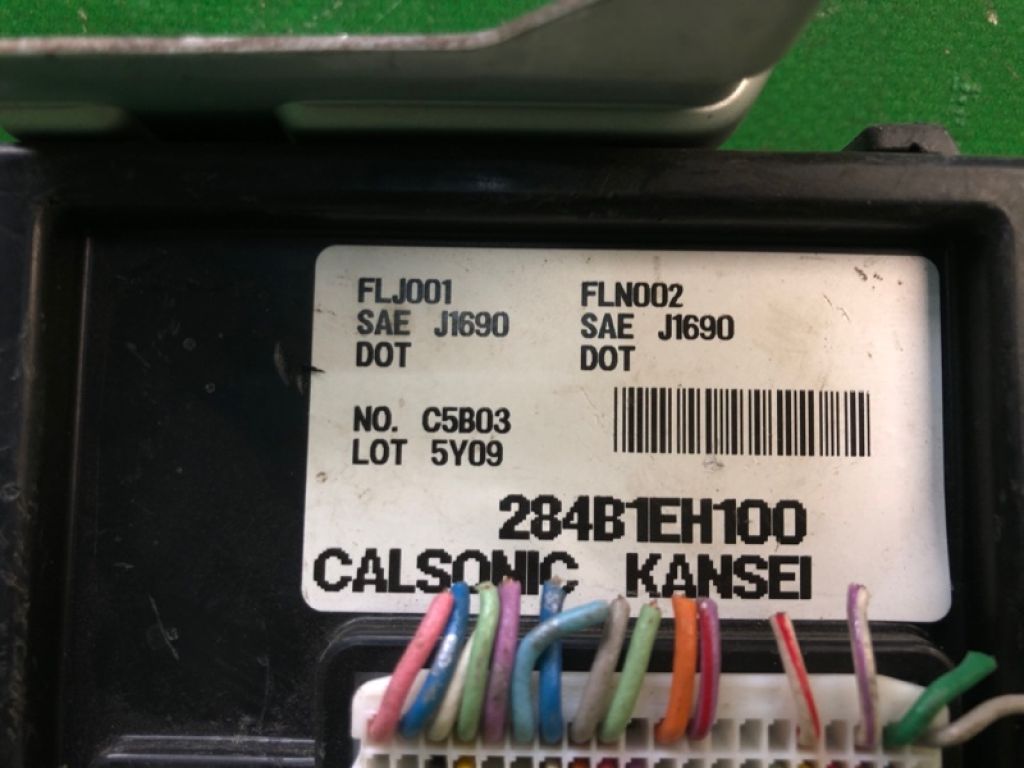 FLJ001 FLN002
SAE J1690 SAE J1690
DOT DOT
NO. C5B03
LOT 5Y09
284B1EH100
CALSONIC KANSEI